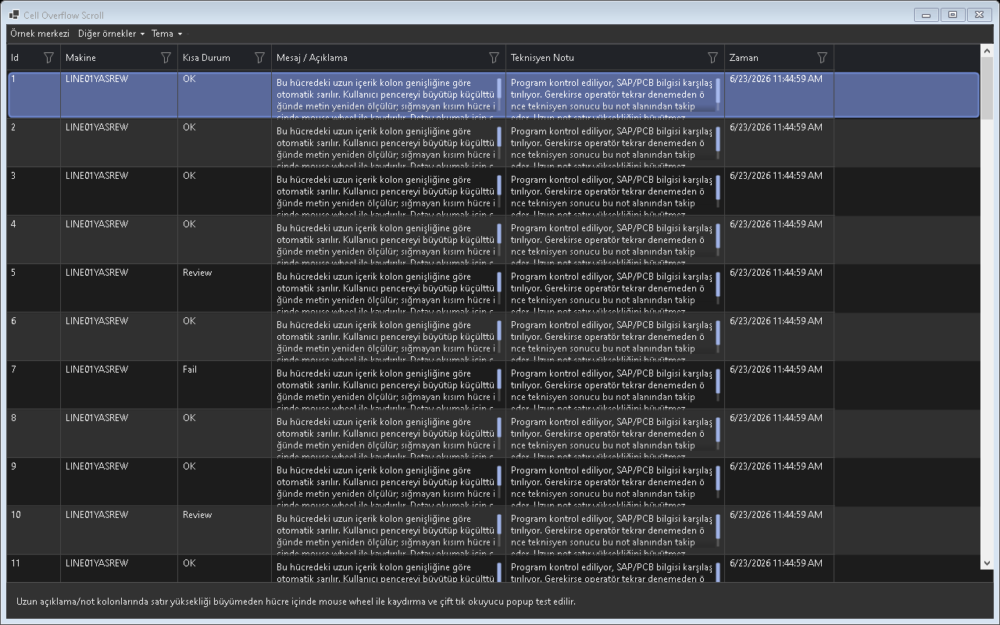 Cell Overflow Scroll
Örnek merkezi Diğer örnekler Tema
Id Makine Kısa Durum Mesaj / Açıklama Teknisyen Notu Zaman
1 LINE01YASREW OK 6/23/2026 11:44:59 AM
Bu hücredeki uzun içerik kolon genişliğine göre Program kontrol ediliyor, SAP/PCB bilgisi karşılaş
otomatik sarılır. Kullanıcı pencereyi büyütüp küçülttü tırılıyor. Gerekirse operatör tekrar denemeden ö
ğünde metin yeniden ölçülür; sığmayan kısım hücre i nce teknisyen sonucu bu not alanından takip
2 LINE01YASREW OK 6/23/2026 11:44:59 AM
Bu hücredeki uzun içerik kolon genişliğine göre Program kontrol ediliyor, SAP/PCB bilgisi karşılaş
otomatik sarılır. Kullanıcı pencereyi büyütüp küçülttü tırılıyor. Gerekirse operatör tekrar denemeden ö
ğünde metin yeniden ölçülür; sığmayan kısım hücre i nce teknisyen sonucu bu not alanından takip
3 LINE01YASREW OK 6/23/2026 11:44:59 AM
Bu hücredeki uzun içerik kolon genişliğine göre Program kontrol ediliyor, SAP/PCB bilgisi karşılaş
otomatik sarılır. Kullanıcı pencereyi büyütüp küçülttü tırılıyor. Gerekirse operatör tekrar denemeden ö
ğünde metin yeniden ölçülür; sığmayan kısım hücre i nce teknisyen sonucu bu not alanından takip
4 LINE01YASREW OK 6/23/2026 11:44:59 AM
Bu hücredeki uzun içerik kolon genişliğine göre Program kontrol ediliyor, SAP/PCB bilgisi karşılaş
otomatik sarılır. Kullanıcı pencereyi büyütüp küçülttü tırılıyor. Gerekirse operatör tekrar denemeden ö
ğünde metin yeniden ölçülür; sığmayan kısım hücre i nce teknisyen sonucu bu not alanından takip
5 LINE01YASREW Review 6/23/2026 11:44:59 AM
Bu hücredeki uzun içerik kolon genişliğine göre Program kontrol ediliyor, SAP/PCB bilgisi karşılaş
otomatik sarılır. Kullanıcı pencereyi büyütüp küçülttü tırılıyor. Gerekirse operatör tekrar denemeden ö
ğünde metin yeniden ölçülür; sığmayan kısım hücre i nce teknisyen sonucu bu not alanından takip
6 LINE01YASREW OK 6/23/2026 11:44:59 AM
Bu hücredeki uzun içerik kolon genişliğine göre Program kontrol ediliyor, SAP/PCB bilgisi karşılaş
otomatik sarılır. Kullanıcı pencereyi büyütüp küçülttü tırılıyor. Gerekirse operatör tekrar denemeden ö
ğünde metin yeniden ölçülür; sığmayan kısım hücre i nce teknisyen sonucu bu not alanından takip
7 LINE01YASREW Fail 6/23/2026 11:44:59 AM
Bu hücredeki uzun içerik kolon genişliğine göre Program kontrol ediliyor, SAP/PCB bilgisi karşılaş
otomatik sarılır. Kullanıcı pencereyi büyütüp küçülttü tırılıyor. Gerekirse operatör tekrar denemeden ö
ğünde metin yeniden ölçülür; sığmayan kısım hücre i nce teknisyen sonucu bu not alanından takip
8 LINE01YASREW OK 6/23/2026 11:44:59 AM
Bu hücredeki uzun içerik kolon genişliğine göre Program kontrol ediliyor, SAP/PCB bilgisi karşılaş
otomatik sarılır. Kullanıcı pencereyi büyütüp küçülttü tırılıyor. Gerekirse operatör tekrar denemeden ö
ğünde metin yeniden ölçülür; sığmayan kısım hücre i nce teknisyen sonucu bu not alanından takip
9 LINE01YASREW OK 6/23/2026 11:44:59 AM
Bu hücredeki uzun içerik kolon genişliğine göre Program kontrol ediliyor, SAP/PCB bilgisi karşılaş
otomatik sarılır. Kullanıcı pencereyi büyütüp küçülttü tırılıyor. Gerekirse operatör tekrar denemeden ö
ğünde metin yeniden ölçülür; sığmayan kısım hücre i nce teknisyen sonucu bu not alanından takip
10 LINE01YASREW Review 6/23/2026 11:44:59 AM
Bu hücredeki uzun içerik kolon genişliğine göre Program kontrol ediliyor, SAP/PCB bilgisi karşılaş
otomatik sarılır. Kullanıcı pencereyi büyütüp küçülttü tırılıyor. Gerekirse operatör tekrar denemeden ö
ğünde metin yeniden ölçülür; sığmayan kısım hücre i nce teknisyen sonucu bu not alanından takip
11 LINE01YASREW OK 6/23/2026 11:44:59 AM
Bu hücredeki uzun içerik kolon genişliğine göre Program kontrol ediliyor, SAP/PCB bilgisi karşılaş
otomatik sarılır. Kullanıcı pencereyi büyütüp küçülttü tırılıyor. Gerekirse operatör tekrar denemeden ö
Uzun açıklama/not kolonlarında satır yüksekliği büyümeden hücre içinde mouse wheel ile kaydırma ve çift tık okuyucu popup test edilir.